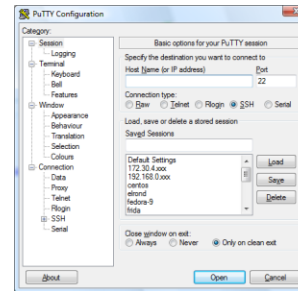 PuTTY Configuration
Category:
Session
Logging
Terminal
Keyboard
Bell
Features
Window
Appearance
Behaviour
Translation
Selection
Colours
Connection
Data
Proxy
Telnet
Rlogin
SSH
Serial
Basic options for your PuTTY session
Specify the destination you want to connect to
Host Name (or IP address) Port
22
Connection type:
Raw Telnet Rlogin SSH Serial
Load, save or delete a stored session
Saved Sessions
Default Settings
172.30.4.xxx
192.168.0.xxx
centos
elrond
fedora-9
frida
Load
Save
Delete
Close window on exit:
Always Never Only on clean exit
About Open Cancel